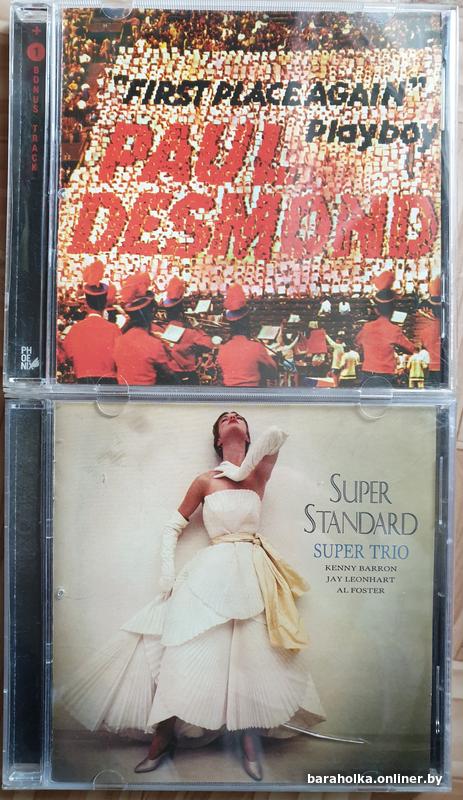 +
1
BONUS TRACK
"FIRST PLACE AGAIN"
Playboy
PAUL
DESMOND
PHOENIX
SUPER
STANDARD
SUPER TRIO
KENNY BARRON
JAY LEONHART
AL FOSTER
baraholka.onliner.by